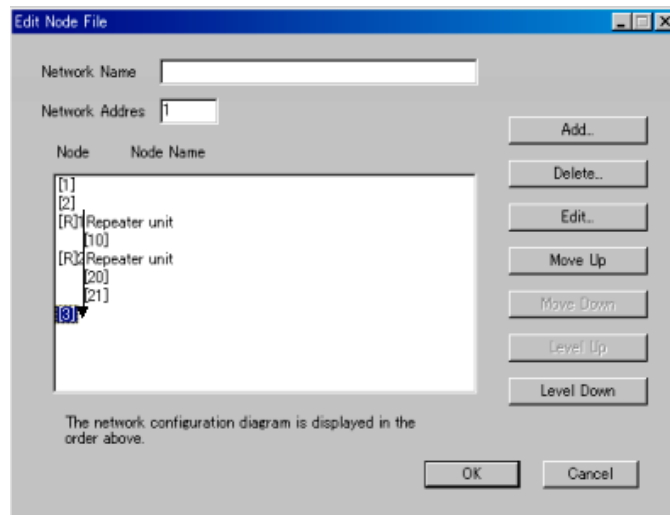 Edit Node File
Network Name
Network Addres 1
Add...
Node Node Name
Delete...
[1]
[2]
[R]1 Repeater unit
Edit...
[10]
[R]2 Repeater unit
Move Up
[20]
[21]
Move Down
[3]
Level Up
Level Down
The network configuration diagram is displayed in the
order above.
OK Cancel